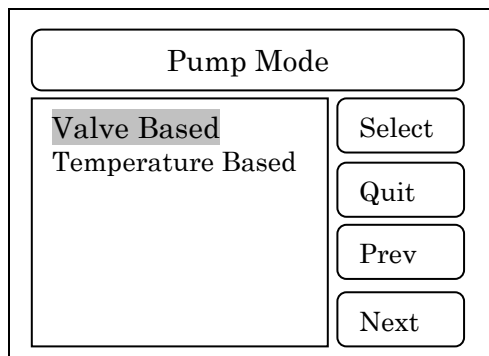 Pump Mode
Valve Based
Temperature Based
Select
Quit
Prev
Next